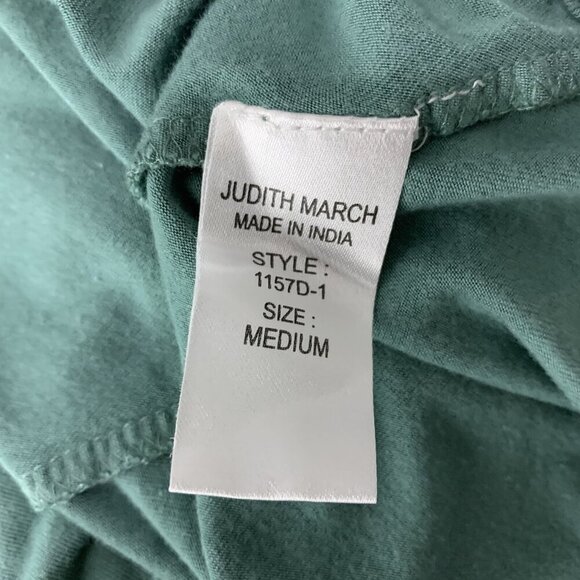 JUDITH MARCH
MADE IN INDIA
STYLE :
1157D-1
SIZE :
MEDIUM